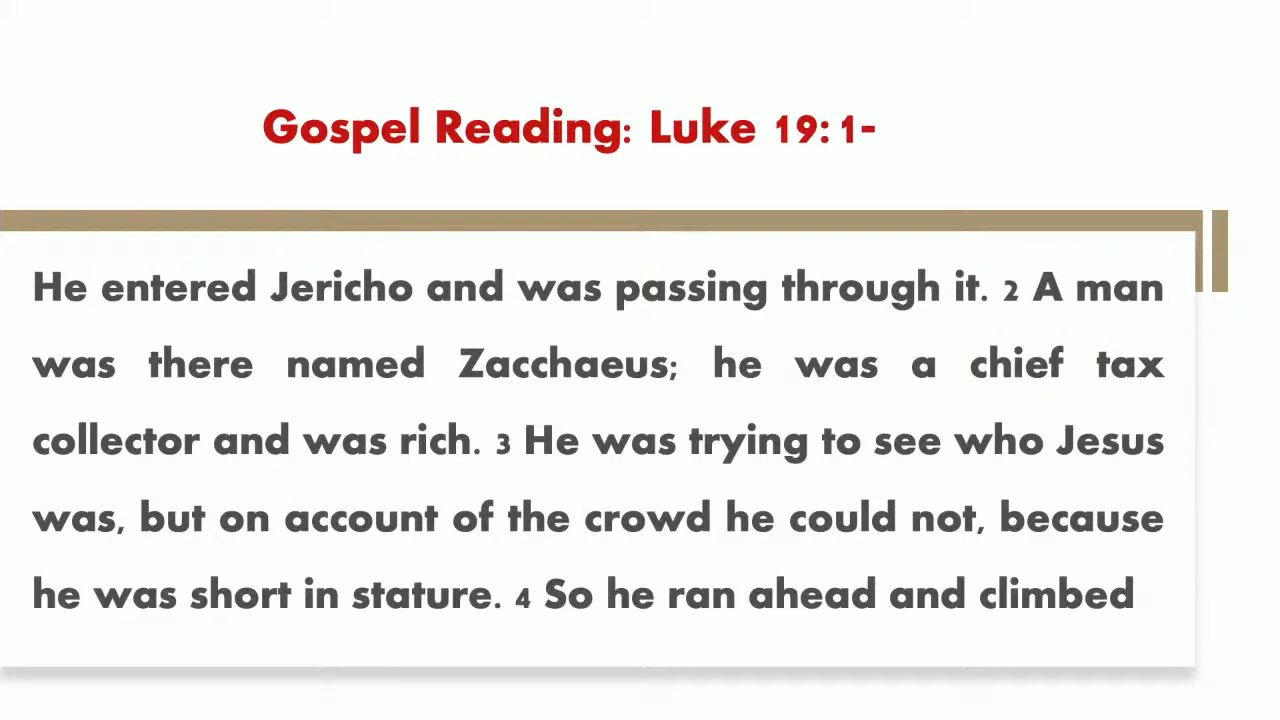 Gospel Reading: Luke 19:1-
He entered Jericho and was passing through it. 2 A man
was there named Zacchaeus; he was a chief tax
collector and was rich. 3 He was trying to see who Jesus
was, but on account of the crowd he could not, because
he was short in stature. 4 So he ran ahead and climbed